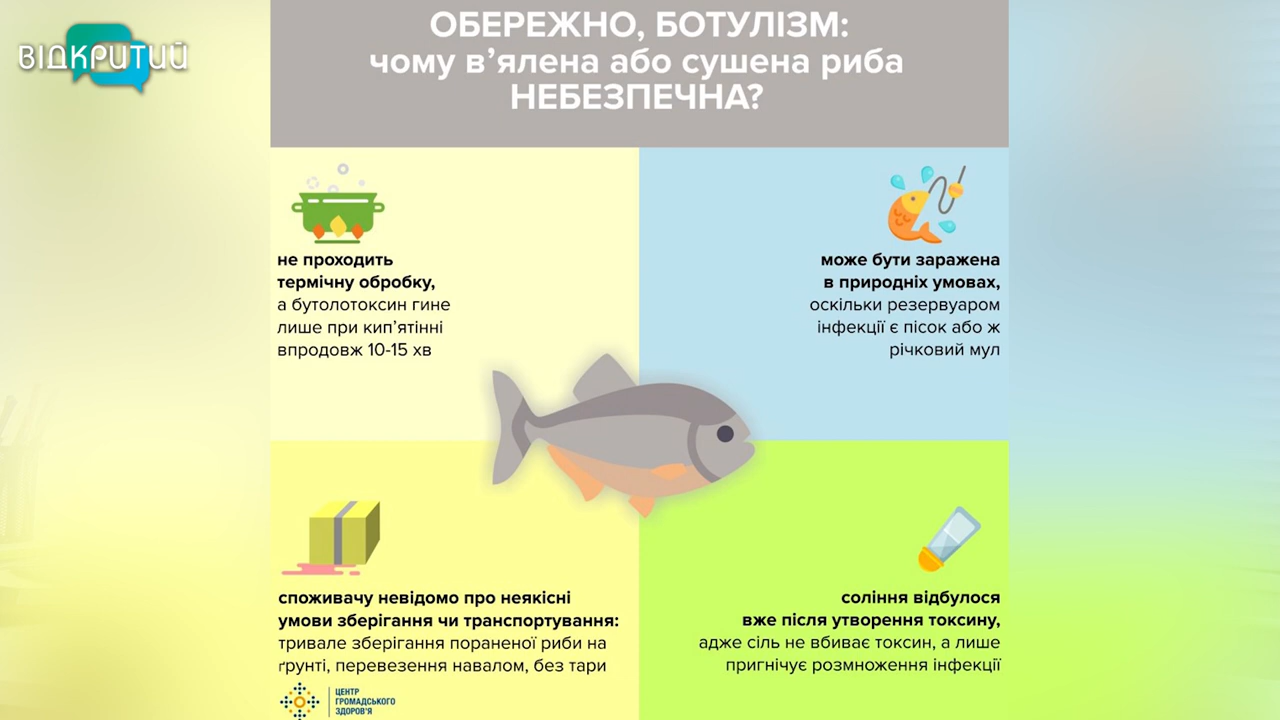 ВІДКРИТИЙ
ОБЕРЕЖНО, БОТУЛІЗМ:
чому в’ялена або сушена риба
НЕБЕЗПЕЧНА?
не проходить
термічну обробку,
а бутолотоксин гине
лише при кип’ятінні
впродовж 10-15 хв
може бути заражена
в природніх умовах,
оскільки резервуаром
інфекції є пісок або ж
річковий мул
споживачу невідомо про неякісні
умови зберігання чи транспортування:
тривале зберігання пораненої риби на
ґрунті, перевезення навалом, без тари
соління відбулося
вже після утворення токсину,
адже сіль не вбиває токсин, а лише
пригнічує розмноження інфекції
ЦЕНТР
ГРОМАДСЬКОГО
ЗДОРОВ’Я